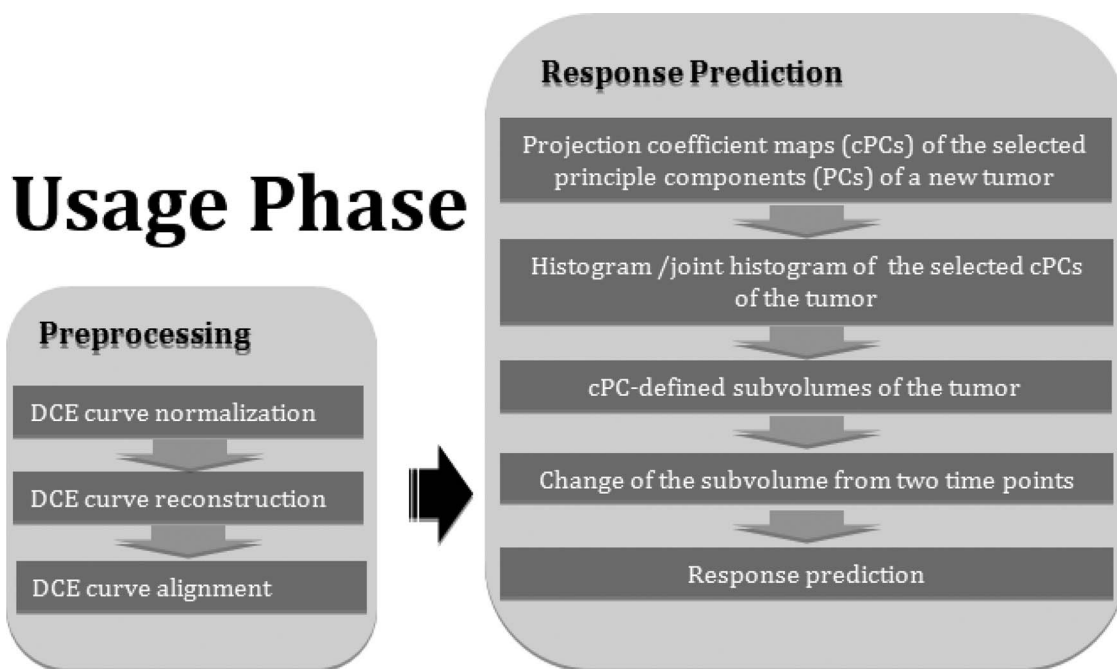 Usage Phase
Preprocessing
DCE curve normalization
DCE curve reconstruction
DCE curve alignment
Response Prediction
Projection coefficient maps (cPCs) of the selected
principle components (PCs) of a new tumor
Histogram /joint histogram of the selected cPCs
of the tumor
cPC-defined subvolumes of the tumor
Change of the subvolume from two time points
Response prediction